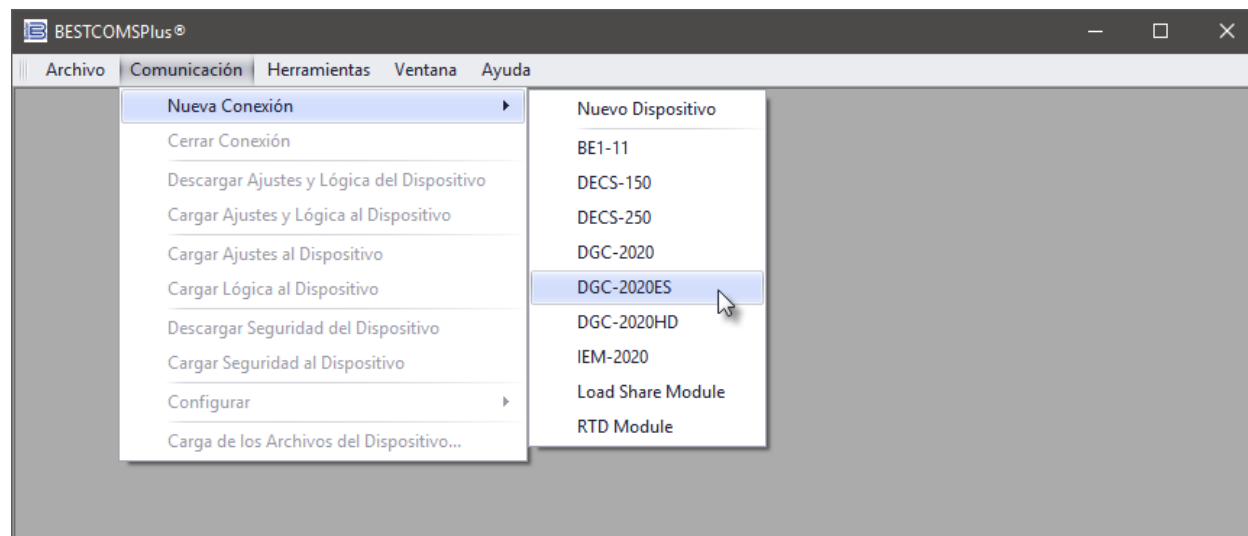 BESTCOMSPlus®
Archivo Comunicación Herramientas Ventana Ayuda
Nueva Conexión
Cerrar Conexión
Descargar Ajustes y Lógica del Dispositivo
Cargar Ajustes y Lógica al Dispositivo
Cargar Ajustes al Dispositivo
Cargar Lógica al Dispositivo
Descargar Seguridad del Dispositivo
Cargar Seguridad al Dispositivo
Configurar
Carga de los Archivos del Dispositivo...
Nuevo Dispositivo
BE1-11
DECS-150
DECS-250
DGC-2020
DGC-2020ES
DGC-2020HD
IEM-2020
Load Share Module
RTD Module